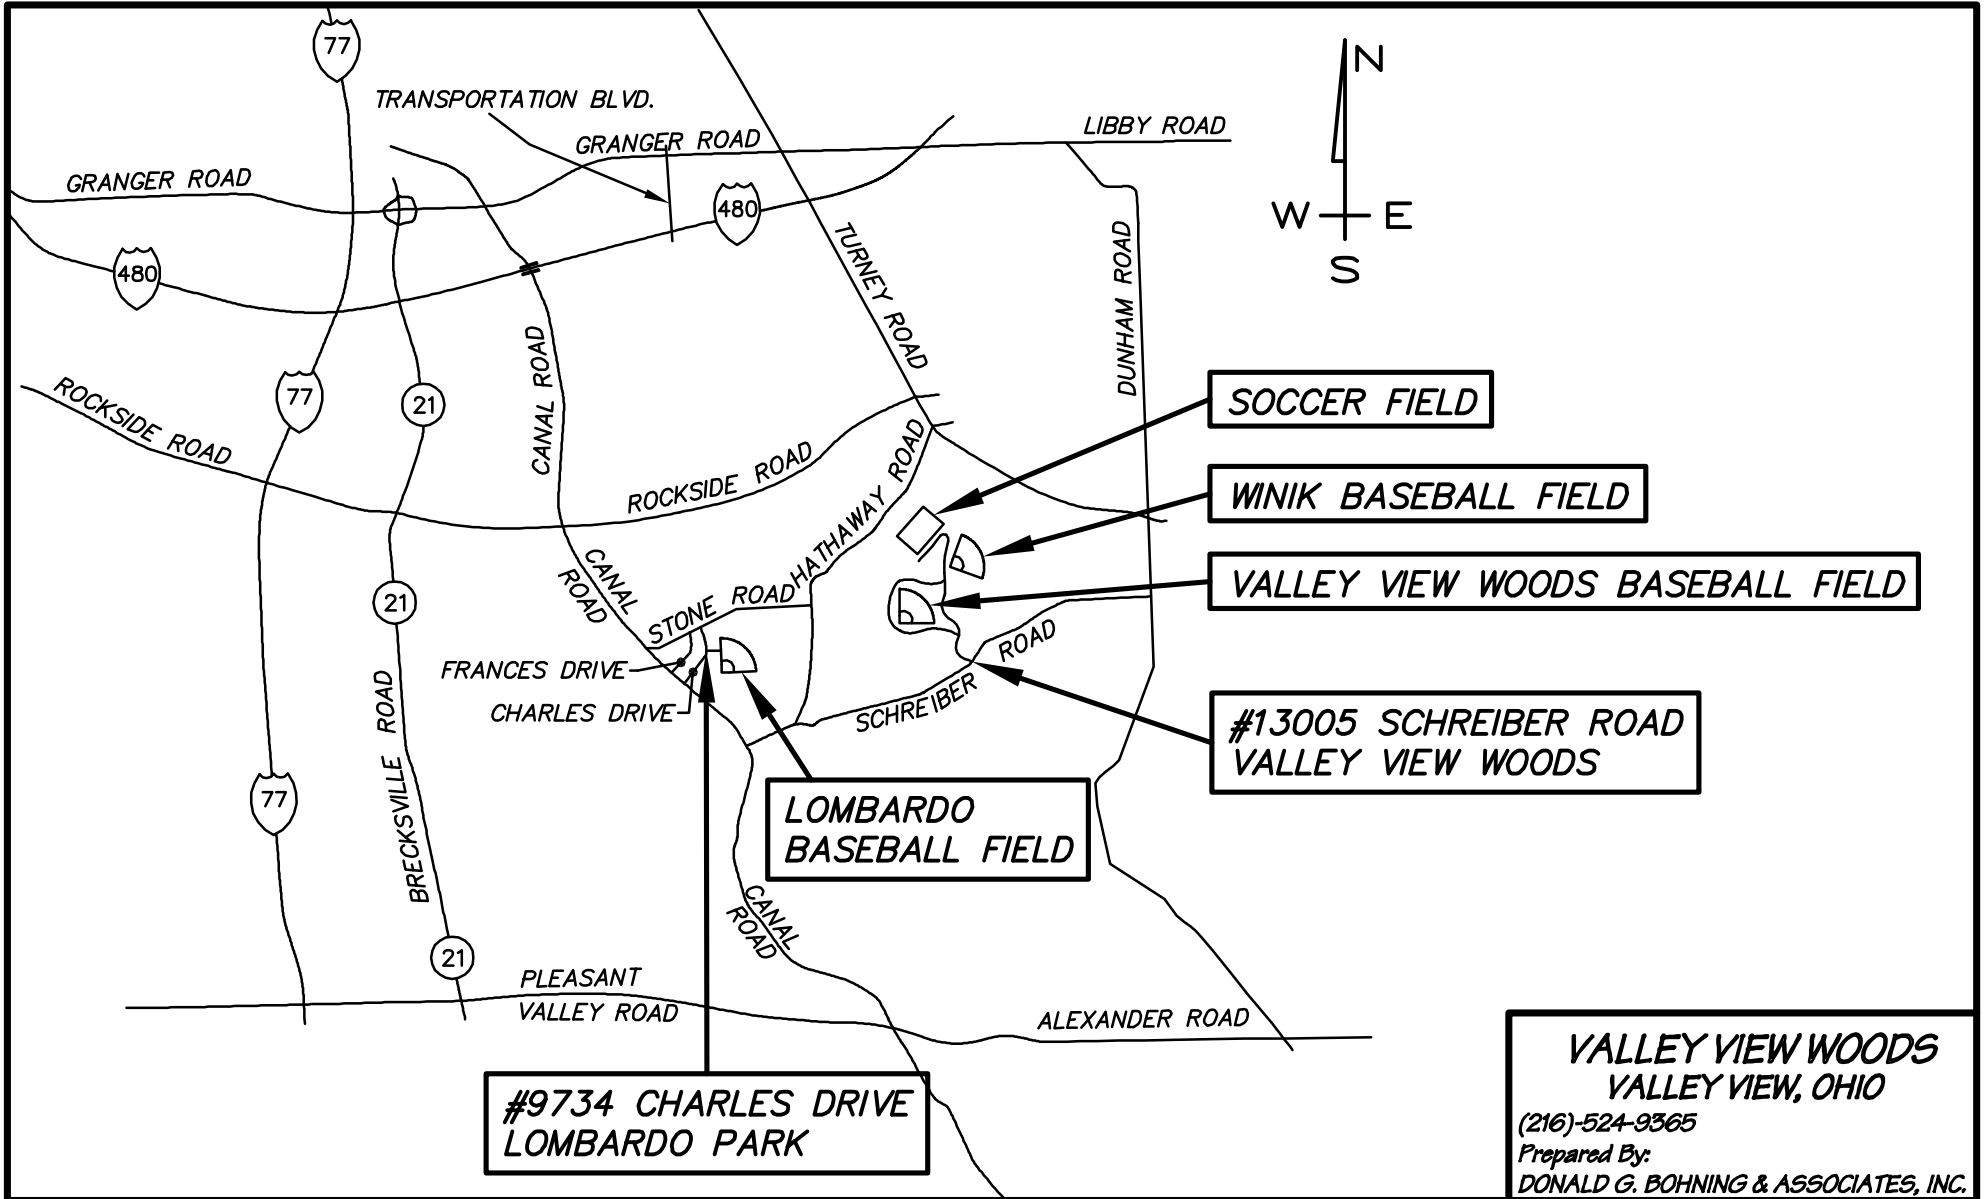 77
TRANSPORTATION BLVD.
GRANGER ROAD
LIBBY ROAD
N
GRANGER ROAD
480
W E
S
480
TURNEY ROAD
DUNHAM ROAD
CANAL ROAD
77
21
ROCKSIDE ROAD
ROCKSIDE ROAD
HATHAWAY ROAD
SOCCER FIELD
WINIK BASEBALL FIELD
VALLEY VIEW WOODS BASEBALL FIELD
CANAL
ROAD
21
STONE ROAD
FRANCES DRIVE
CHARLES DRIVE
SCHREIBER ROAD
#13005 SCHREIBER ROAD
VALLEY VIEW WOODS
BRECKSVILLE ROAD
77
LOMBARDO
BASEBALL FIELD
CANAL
ROAD
21
PLEASANT
VALLEY ROAD
ALEXANDER ROAD
#9734 CHARLES DRIVE
LOMBARDO PARK
VALLEY VIEW WOODS
VALLEY VIEW, OHIO
(216)-524-9365
Prepared By:
DONALD G. BOHNING & ASSOCIATES, INC.